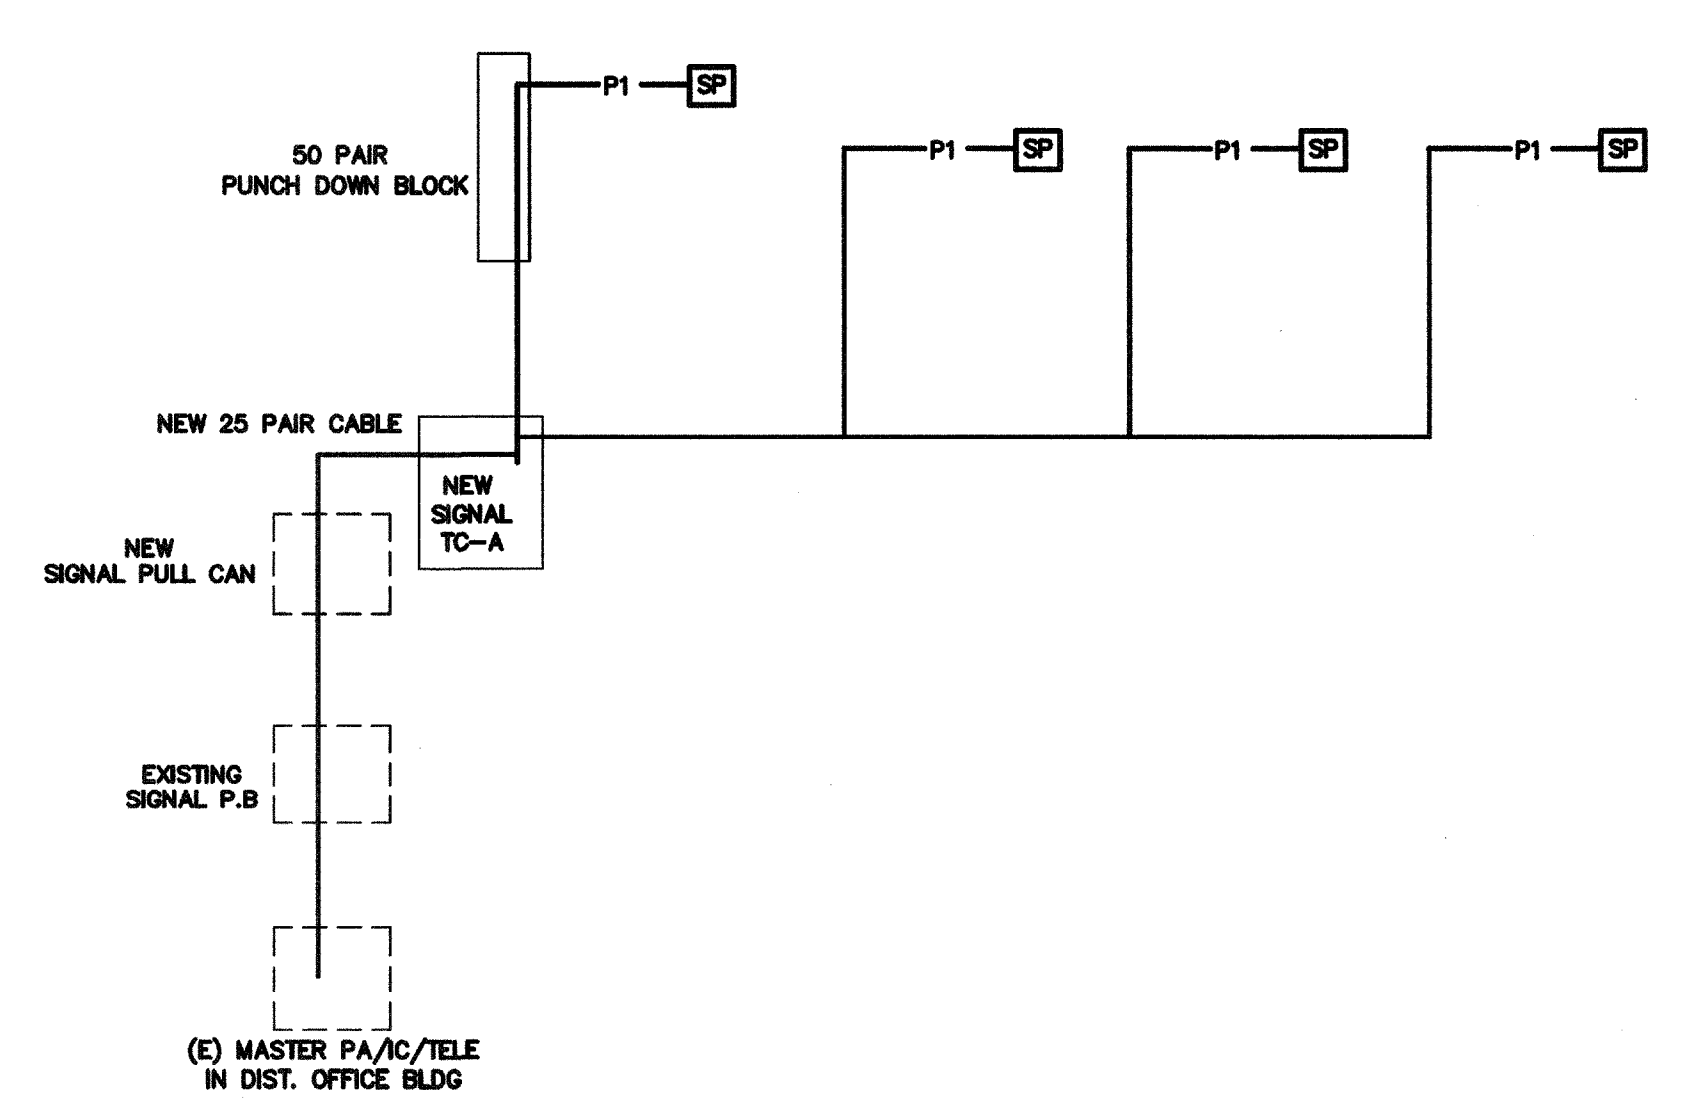 P1
SP
P1
SP
P1
SP
P1
SP
50 PAIR
PUNCH DOWN BLOCK
NEW 25 PAIR CABLE
NEW
SIGNAL
TC-A
NEW
SIGNAL PULL CAN
EXISTING
SIGNAL P.B
(E) MASTER PA/IC/TELE
IN DIST. OFFICE BLDG